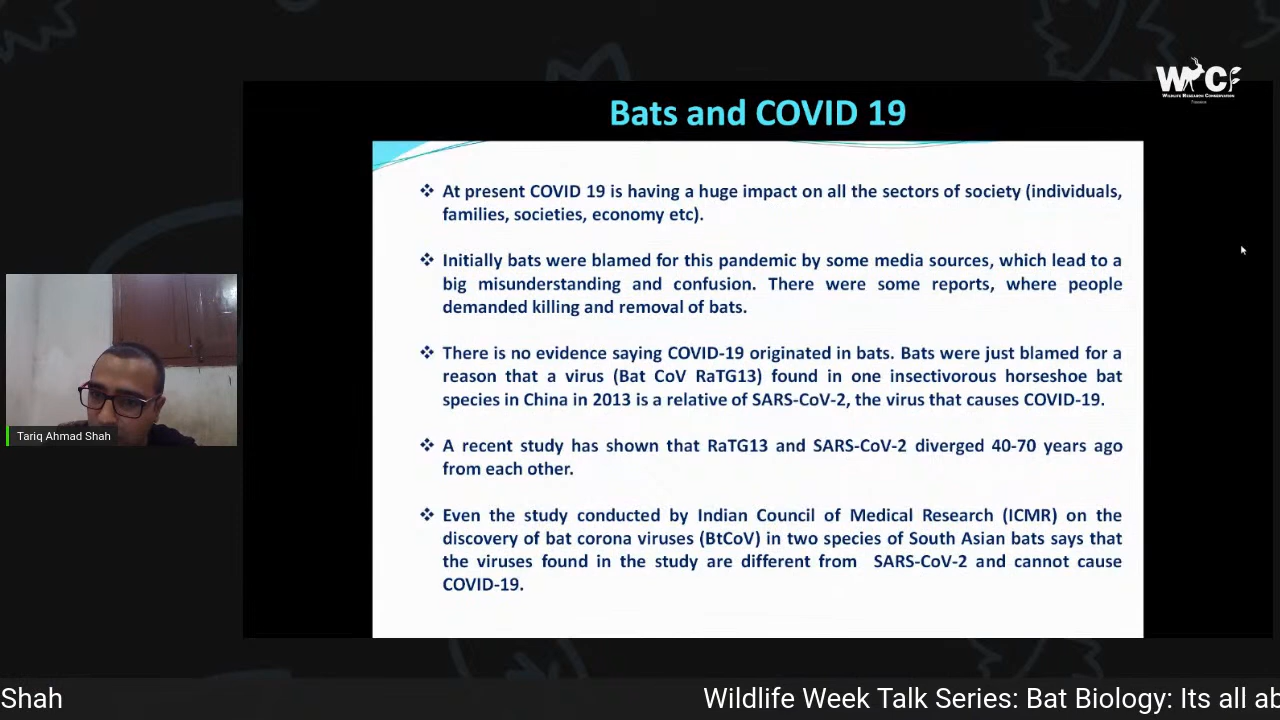 WCF
WILDLIFE RESEARCH CONSERVATION
Bats and COVID 19
❖ At present COVID 19 is having a huge impact on all the sectors of society (individuals,
families, societies, economy etc).
❖ Initially bats were blamed for this pandemic by some media sources, which lead to a
big misunderstanding and confusion. There were some reports, where people
demanded killing and removal of bats.
❖ There is no evidence saying COVID-19 originated in bats. Bats were just blamed for a
reason that a virus (Bat CoV RaTG13) found in one insectivorous horseshoe bat
species in China in 2013 is a relative of SARS-CoV-2, the virus that causes COVID-19.
❖ A recent study has shown that RaTG13 and SARS-CoV-2 diverged 40-70 years ago
from each other.
❖ Even the study conducted by Indian Council of Medical Research (ICMR) on the
discovery of bat corona viruses (BtCoV) in two species of South Asian bats says that
the viruses found in the study are different from SARS-CoV-2 and cannot cause
COVID-19.
Tariq Ahmad Shah
Shah Wildlife Week Talk Series: Bat Biology: Its all ab